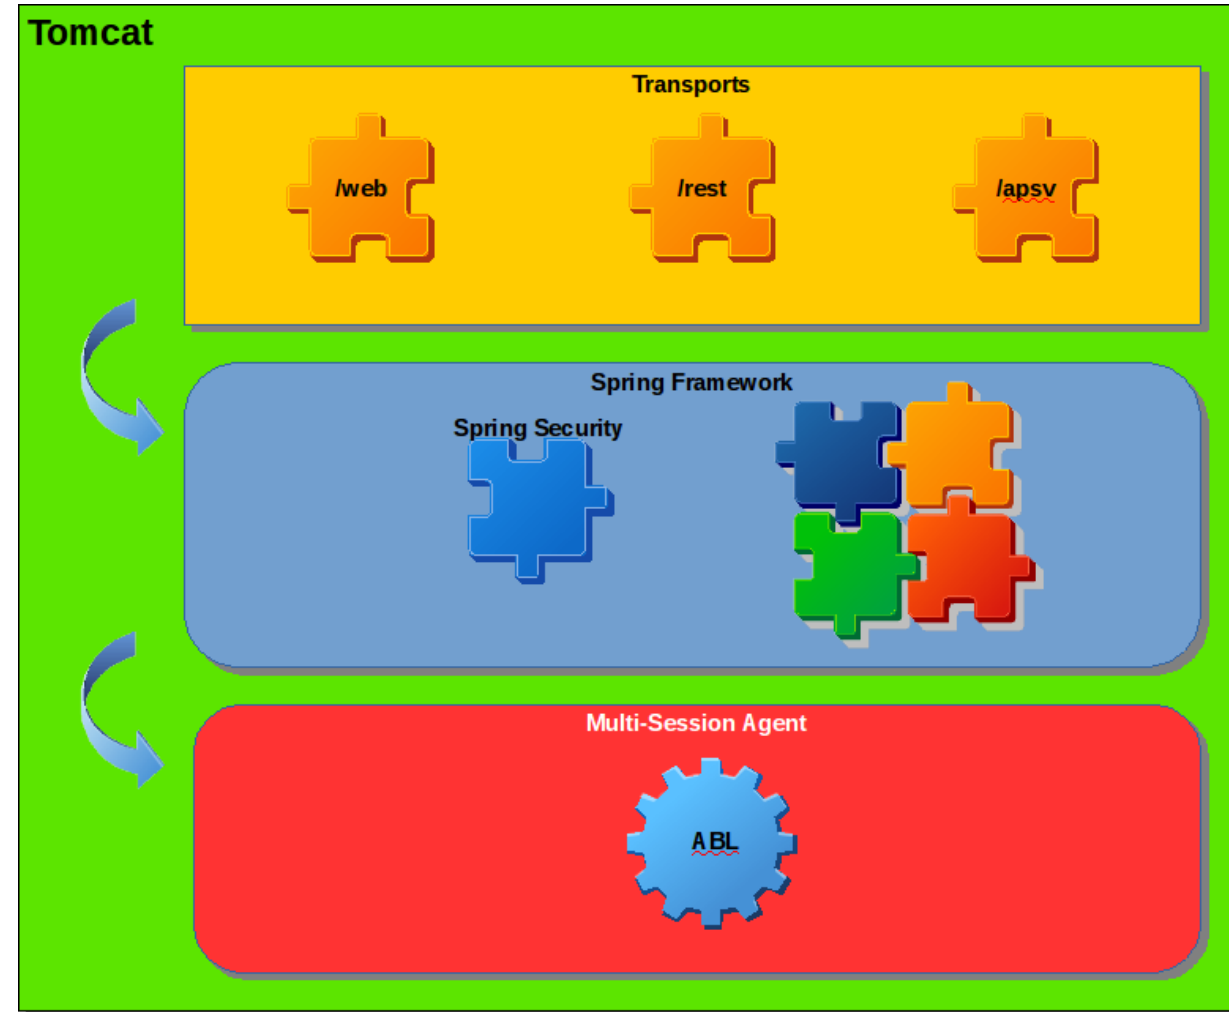 Tomcat
Transports
/web
/rest
/apsv
Spring Framework
Spring Security
Multi-Session Agent
ABL